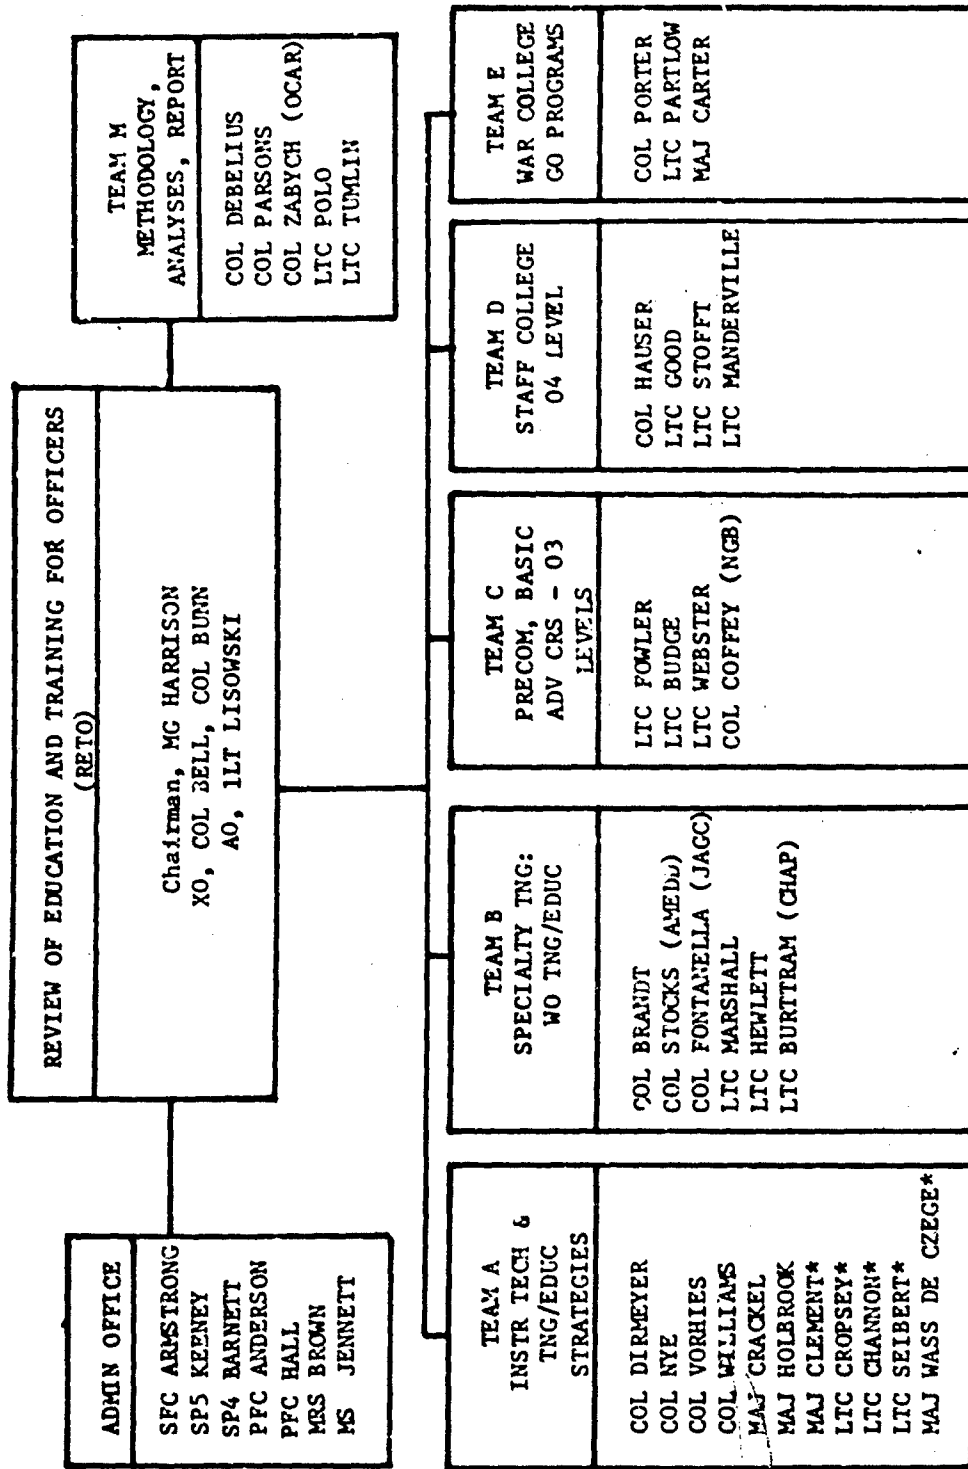 REVIEW OF EDUCATION AND TRAINING FOR OFFICERS
(RETO)
Chairman, MG HARRISON
XO, COL BELL, COL BUNN
AO, 1LT LISOWSKI
ADMIN OFFICE
SFC ARMSTRONG
SP5 KEENEY
SP4 BARNETT
PFC ANDERSON
PFC HALL
MRS BROWN
MS JENNETT
TEAM M
METHODOLOGY,
ANALYSES, REPORT
COL DEBELIUS
COL PARSONS
COL ZABYCH (OCAR)
LTC POLO
LTC TUMLIN
TEAM A
INSTR TECH &
TNG/EDUC
STRATEGIES
COL DIRMEYER
COL NYE
COL VORHIES
COL WILLIAMS
MAJ CRACKEL
MAJ HOLBROOK
MAJ CLEMENT*
LTC CROPSEY*
LTC CHANNON*
LTC SEIBERT*
MAJ WASS DE CZEGE*
TEAM B
SPECIALTY TNG:
WO TNG/EDUC
COL BRANDT
COL STOCKS (AMEDD)
COL FONTANELLA (JAGC)
LTC MARSHALL
LTC HEWLETT
LTC BURTTRAM (CHAP)
TEAM C
PRECOM, BASIC
ADV CRS - 03
LEVELS
LTC FOWLER
LTC BUDGE
LTC WEBSTER
COL COFFEY (NGB)
TEAM D
STAFF COLLEGE
04 LEVEL
COL HAUSER
LTC GOOD
LTC STOFFT
LTC MANDERVILLE
TEAM E
WAR COLLEGE
GO PROGRAMS
COL PORTER
LTC PARTLOW
MAJ CARTER